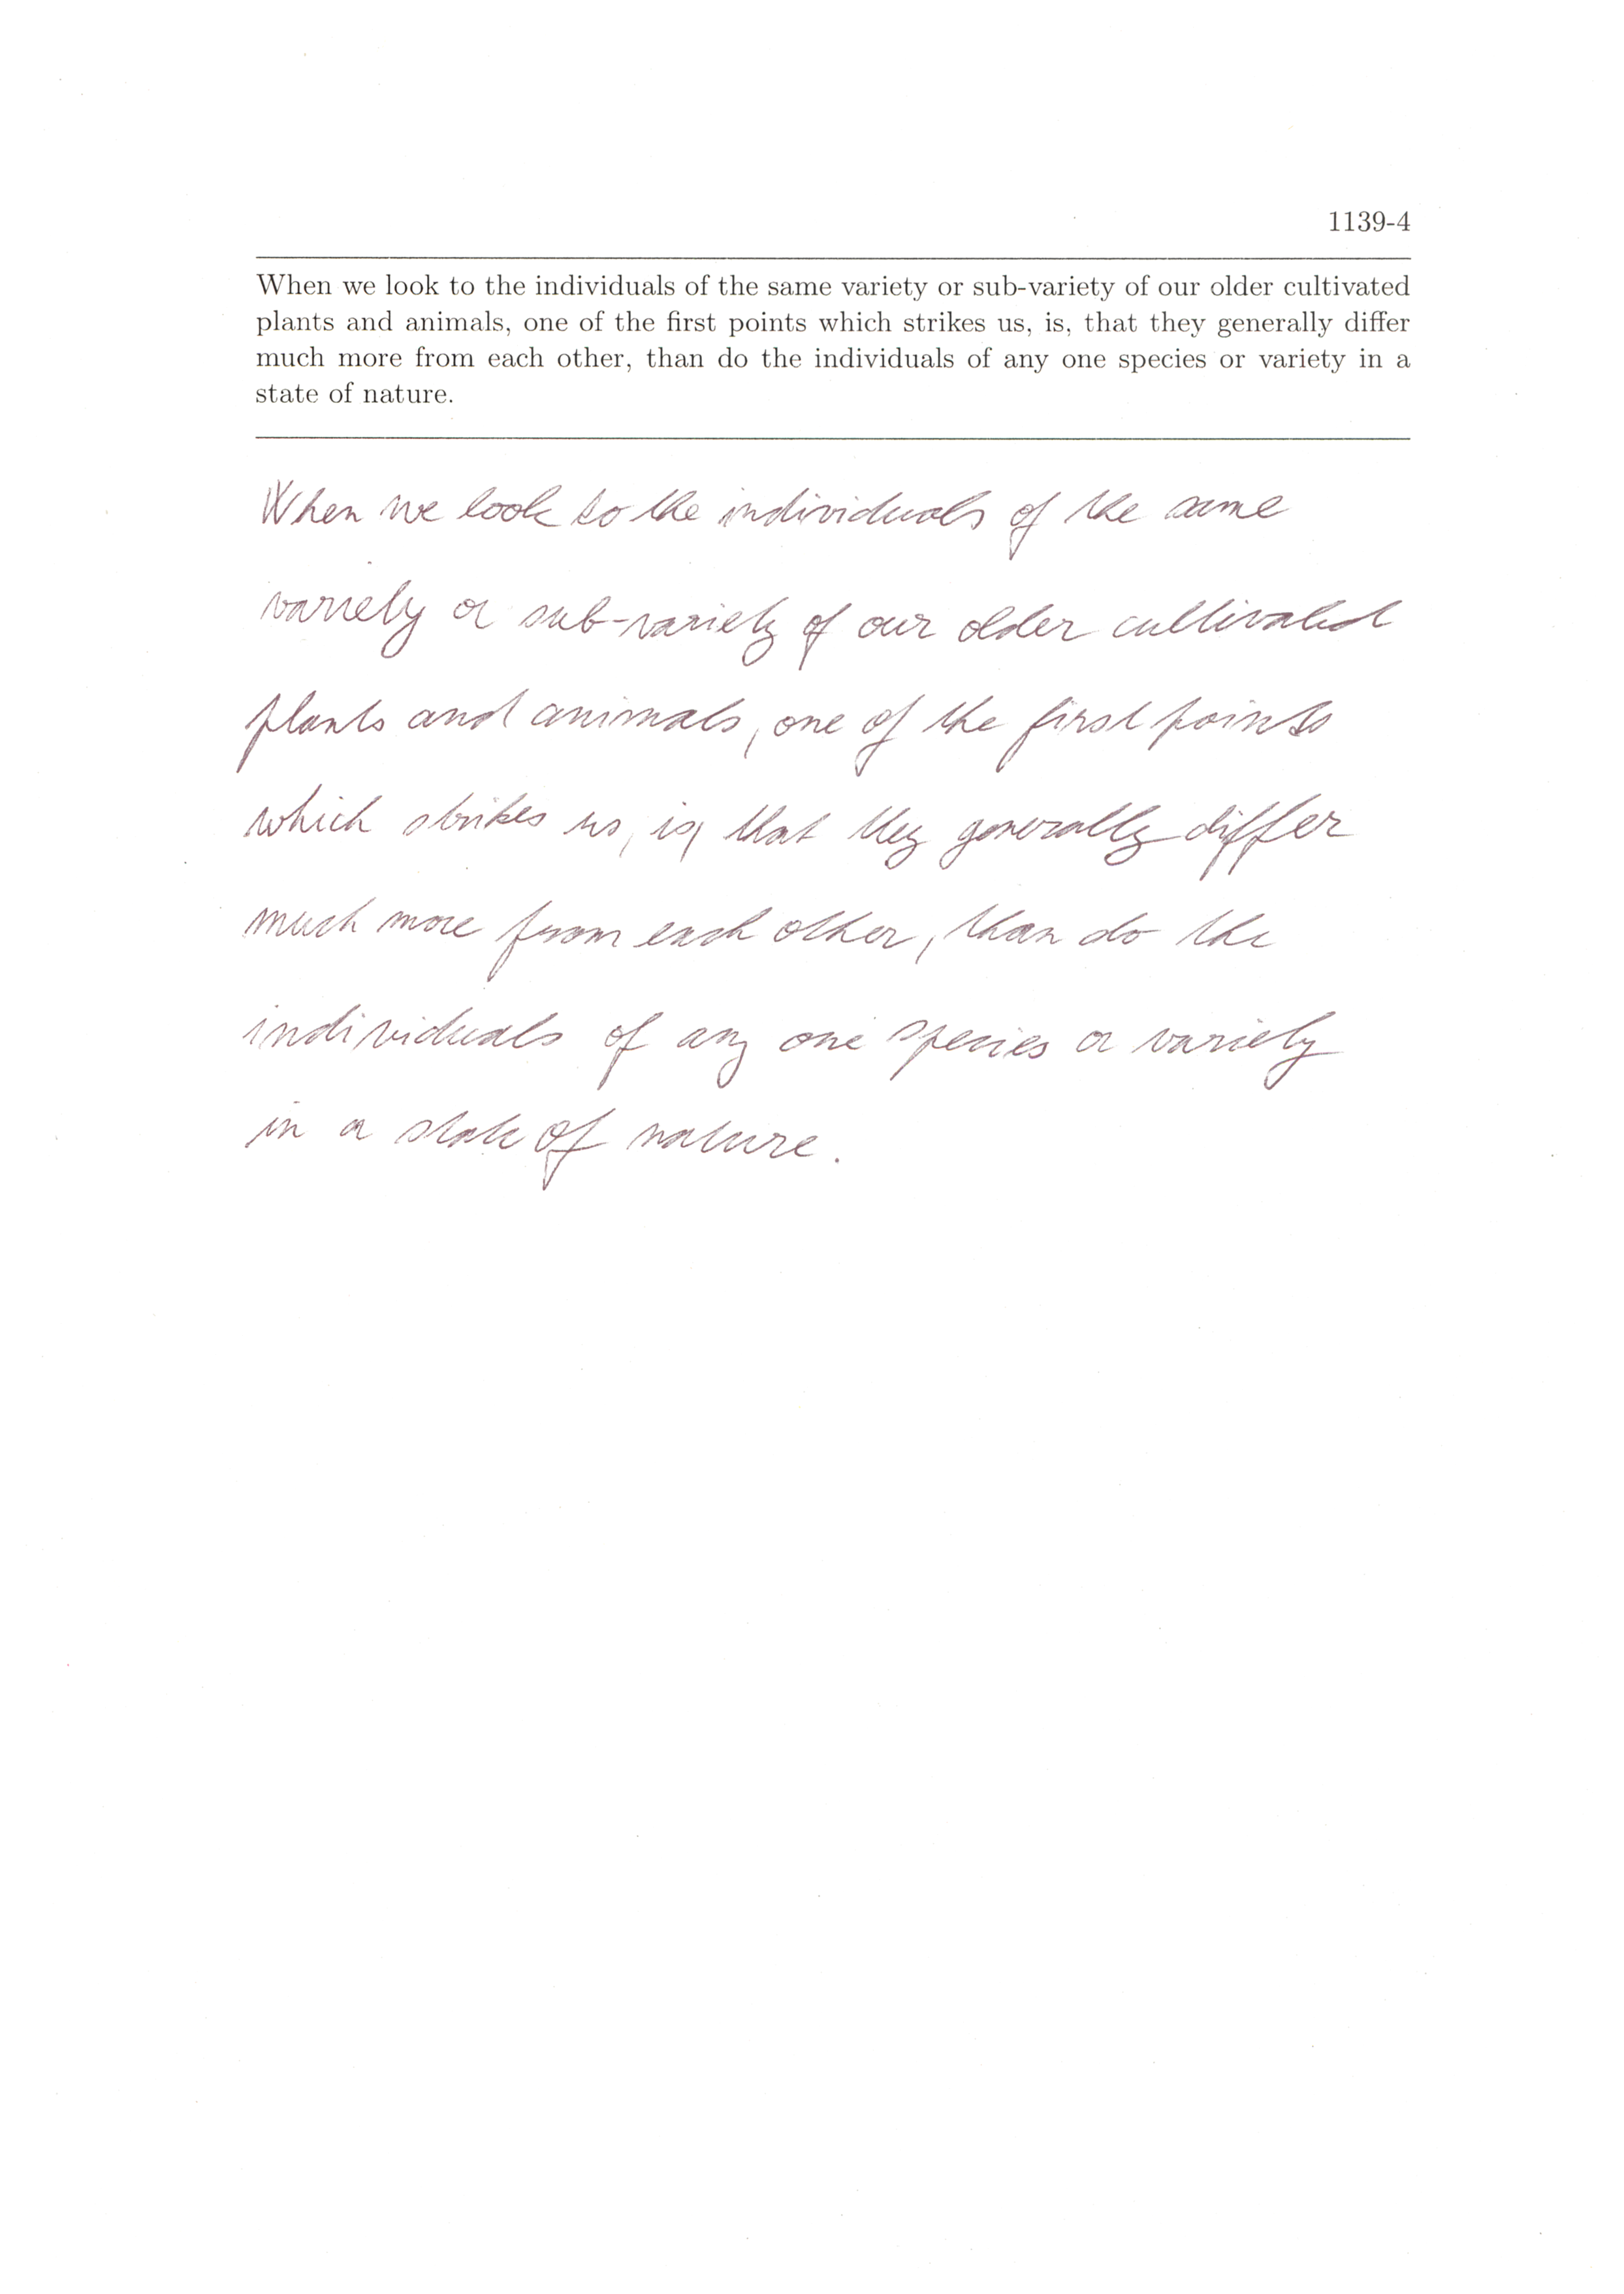 1139-4
When we look to the individuals of the same variety or sub-variety of our older cultivated
plants and animals, one of the first points which strikes us, is, that they generally differ
much more from each other, than do the individuals of any one species or variety in a
state of nature.
When we look to the individuals of the same
variety or sub-variety of our older cultivated
plants and animals, one of the first points
which strikes us, is, that they generally differ
much more from each other, than do the
individuals of any one species or variety
in a state of nature.